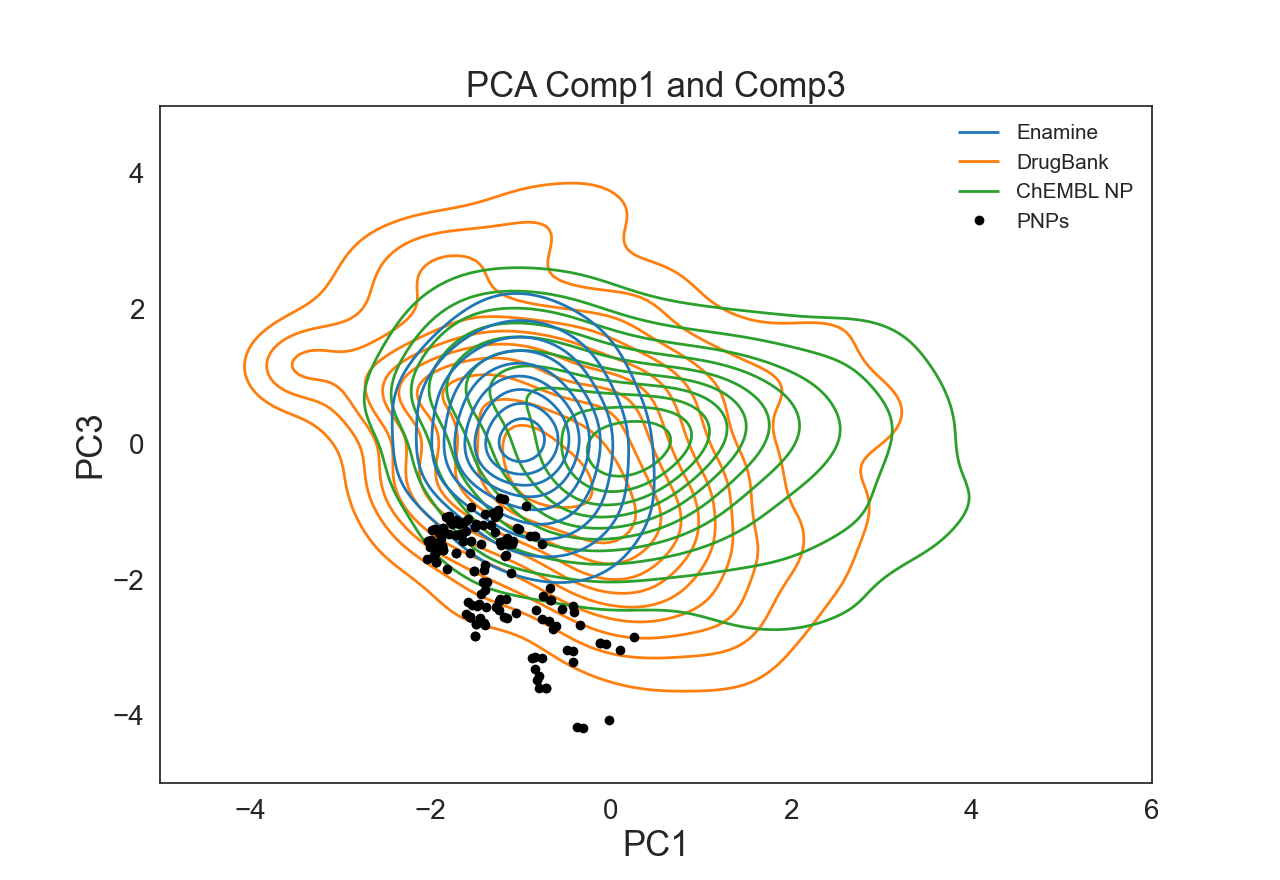 PCA Comp1 and Comp3
Enamine
DrugBank
ChEMBL NP
PNPs
4
2
0
−2
−4
PC3
−4 −2 0 2 4 6
PC1